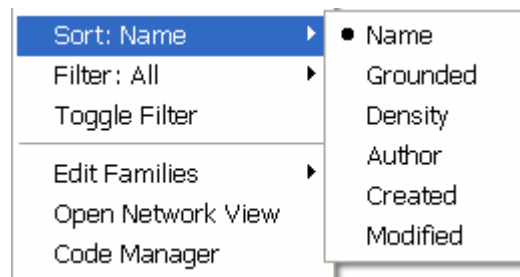 Sort: Name
Filter: All
Toggle Filter
Edit Families
Open Network View
Code Manager
Name
Grounded
Density
Author
Created
Modified